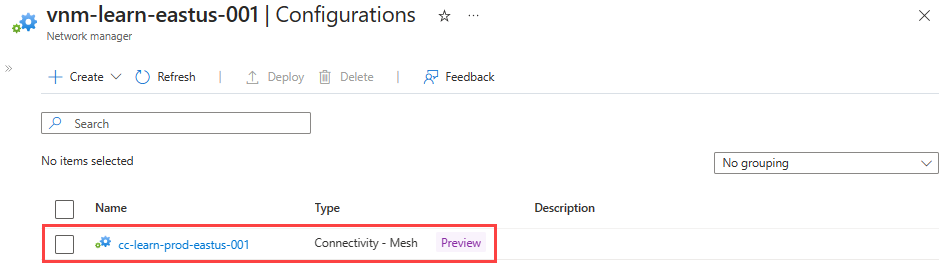 vnm-learn-eastus-001 | Configurations
Network manager
Create Refresh Deploy Delete Feedback
Search
No items selected
No grouping
Name Type Description
cc-learn-prod-eastus-001 Connectivity - Mesh Preview